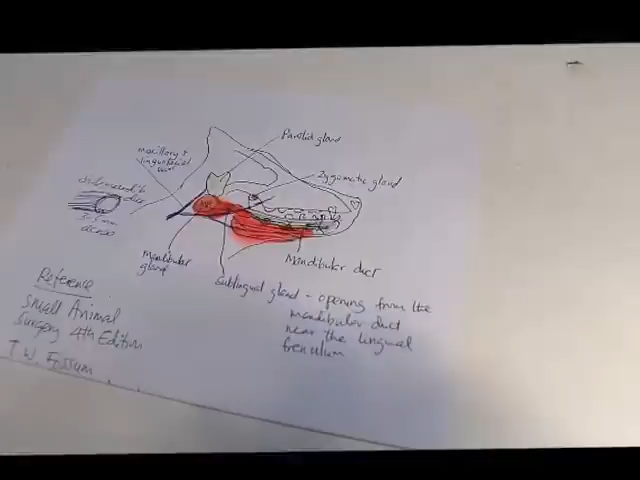 Parotid gland
maxillary +
linguofacial
Zygomatic gland
Mandibular
gland
Mandibular duct
Sublingual gland - opening from the
mandibular duct
near the lingual
frenulum
Reference
Small Animal
Surgery 4th Edition
T.W. Fossum